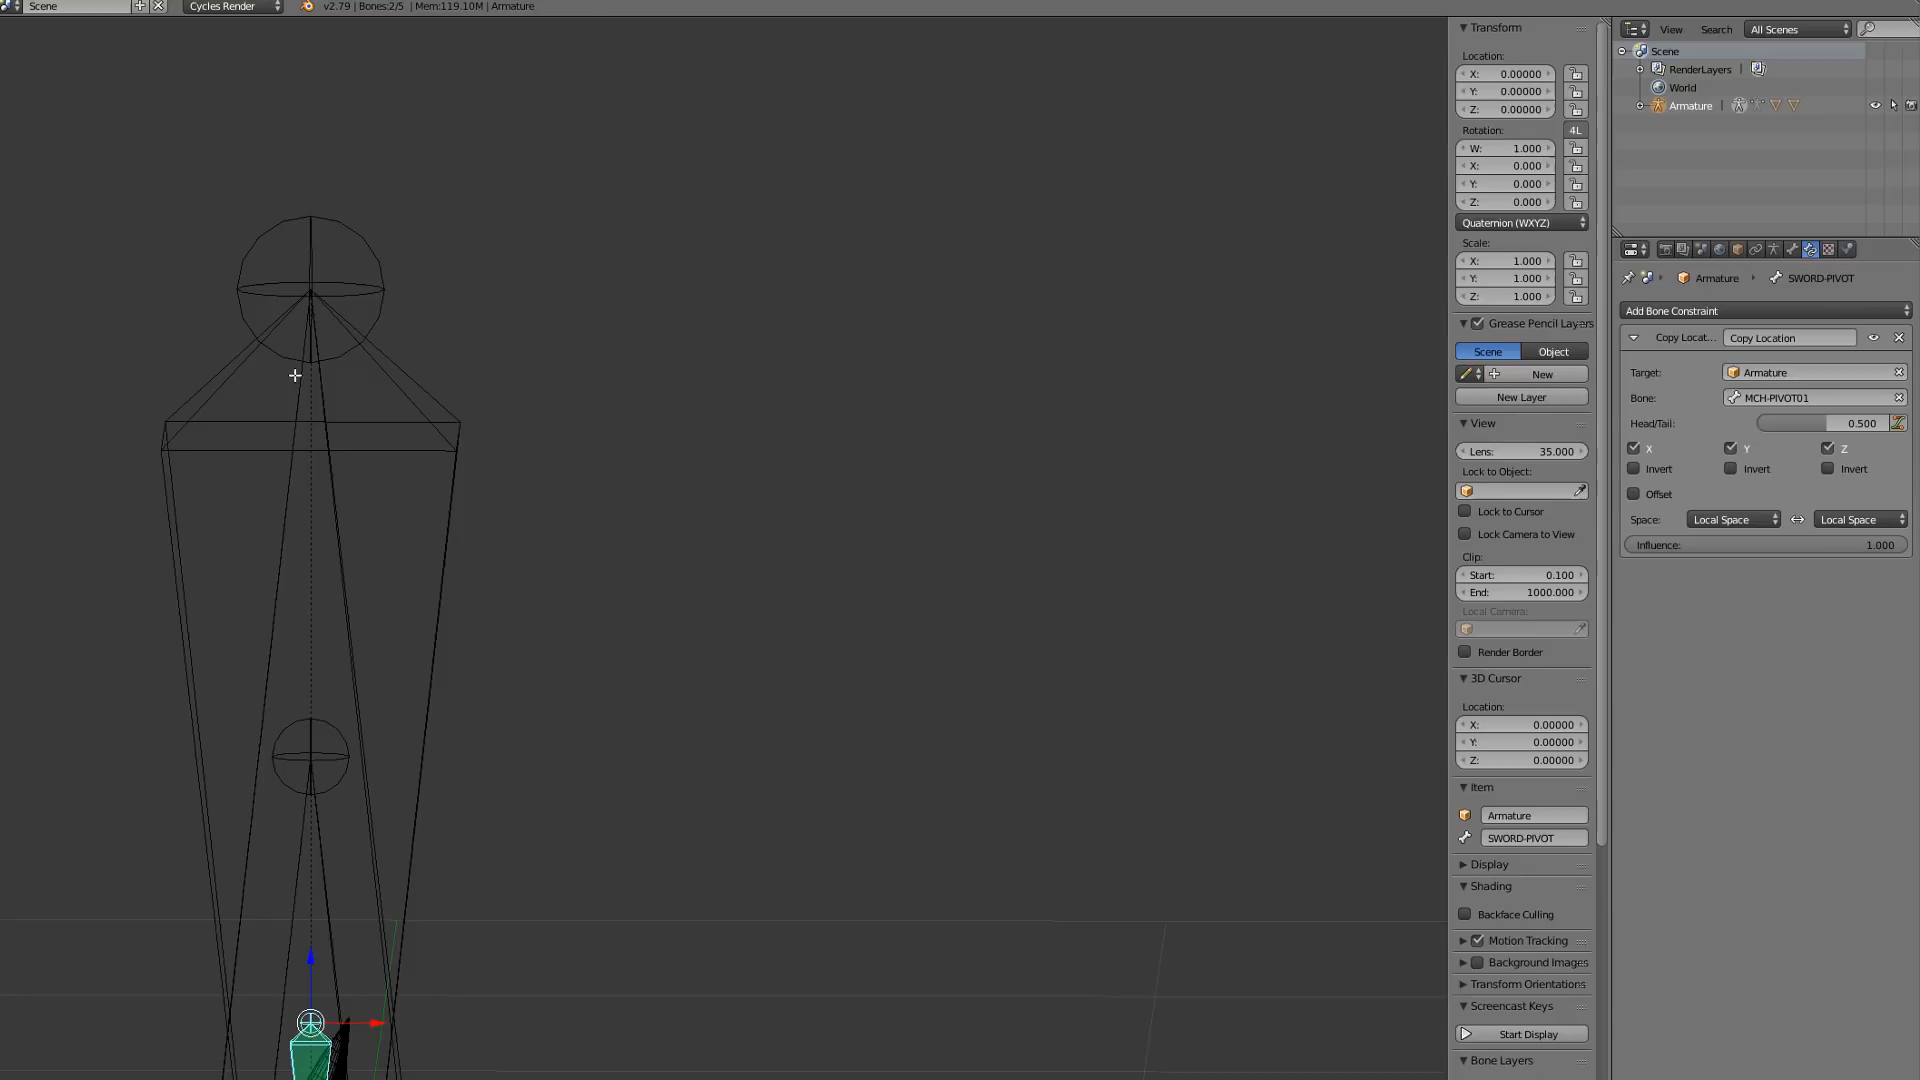 Scene
Cycles Render
v2.79 | Bones:2/5 | Mem:119.10M | Armature
Transform
Location:
X: 0.00000
Y: 0.00000
Z: 0.00000
Rotation:
4L
W: 1.000
X: 0.000
Y: 0.000
Z: 0.000
Quaternion (WXYZ)
Scale:
X: 1.000
Y: 1.000
Z: 1.000
Grease Pencil Layers
Scene Object
New
New Layer
View
Lens: 35.000
Lock to Object:
Lock to Cursor
Lock Camera to View
Clip:
Start: 0.100
End: 1000.000
Local Camera:
Render Border
3D Cursor
Location:
X: 0.00000
Y: 0.00000
Z: 0.00000
Item
Armature
SWORD-PIVOT
Display
Shading
Backface Culling
Motion Tracking
Background Images
Transform Orientations
Screencast Keys
Start Display
Bone Layers
View Search All Scenes
Scene
RenderLayers |
World
Armature |
Armature SWORD-PIVOT
Add Bone Constraint
Copy Locat... Copy Location
Target: Armature
Bone: MCH-PIVOT01
Head/Tail: 0.500
X Y Z
Invert Invert Invert
Offset
Space: Local Space Local Space
Influence: 1.000